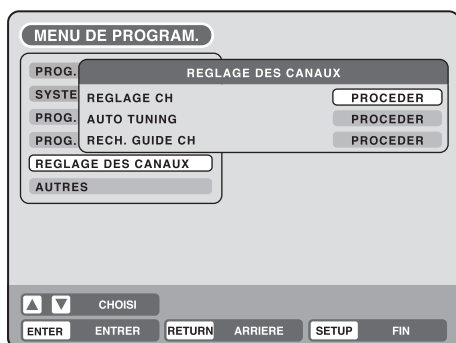 MENU DE PROGRAM.
PROG.
REGLAGE DES CANAUX
SYSTE
REGLAGE CH PROCEDER
PROG.
AUTO TUNING PROCEDER
PROG.
RECH. GUIDE CH PROCEDER
REGLAGE DES CANAUX
AUTRES
▲ ▼ CHOISI
ENTER ENTRER RETURN ARRIERE SETUP FIN